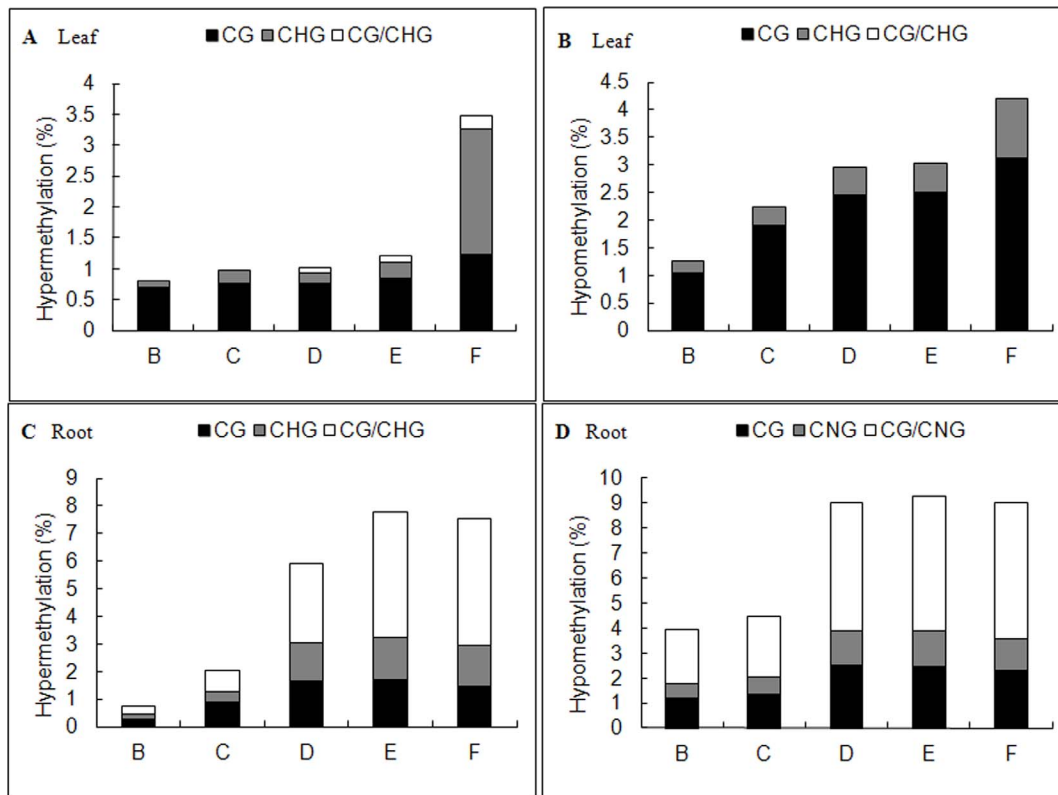 A Leaf
CG CHG CG/CHG
Hypermethylation (%)
4
3.5
3
2.5
2
1.5
1
0.5
0
B C D E F
B Leaf
CG CHG CG/CHG
Hypomethylation (%)
4.5
4
3.5
3
2.5
2
1.5
1
0.5
0
B C D E F
C Root
CG CHG CG/CHG
Hypermethylation (%)
9
8
7
6
5
4
3
2
1
0
B C D E F
D Root
CG CNG CG/CNG
Hypomethylation (%)
10
9
8
7
6
5
4
3
2
1
0
B C D E F